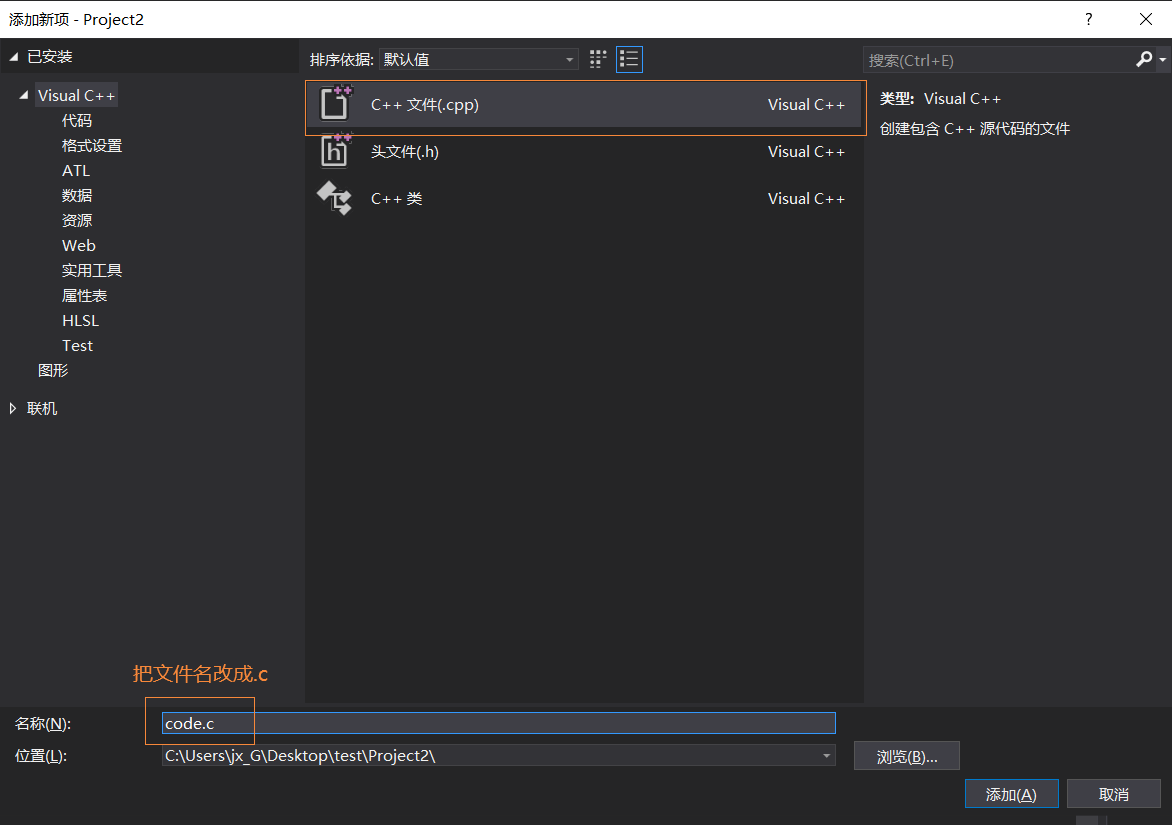 添加新项 - Project2
?
已安装
排序依据: 默认值
搜索(Ctrl+E)
Visual C++
代码
格式设置
ATL
数据
资源
Web
实用工具
属性表
HLSL
Test
图形
联机
C++ 文件(.cpp) Visual C++
头文件(.h) Visual C++
C++ 类 Visual C++
类型: Visual C++
创建包含 C++ 源代码的文件
把文件名改成.c
名称(N): code.c
位置(L): C:\Users\jx_G\Desktop\test\Project2\
浏览(B)...
添加(A) 取消